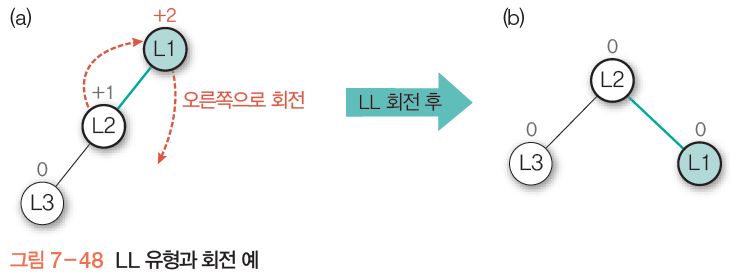 (a)
+2
L1
+1
L2
오른쪽으로 회전
0
L3
LL 회전 후
(b)
0
L2
0
L3
0
L1
그림 7-48 LL 유형과 회전 예